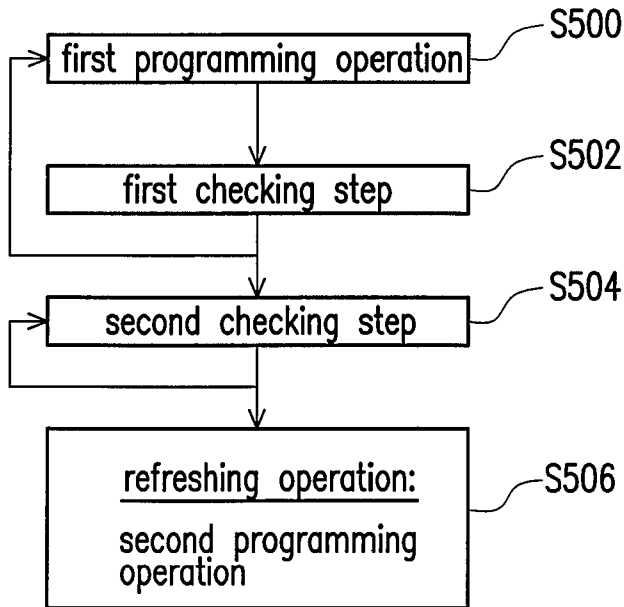 S500
first programming operation
S502
first checking step
S504
second checking step
S506
refreshing operation:
second programming
operation